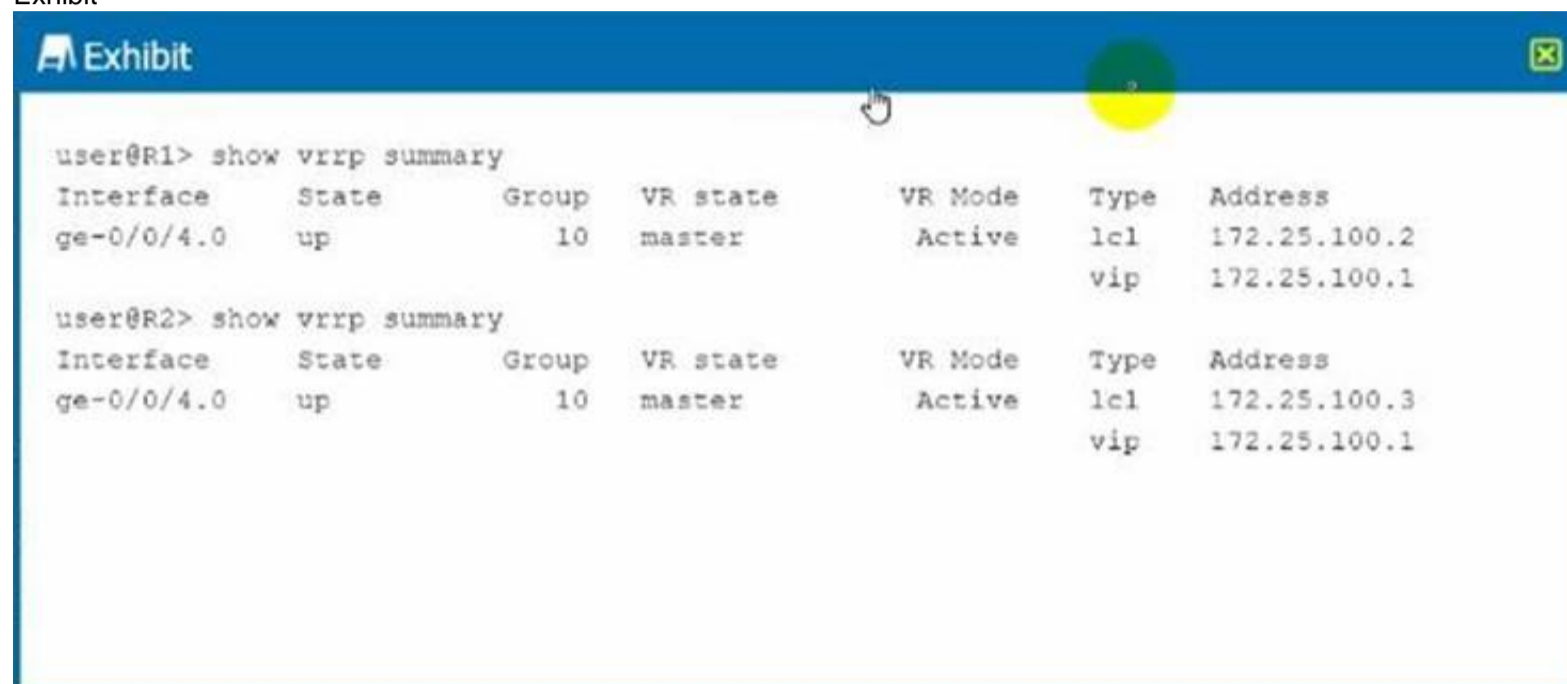 Exhibit
Exhibit
user@R1> show vrrp summary
Interface State Group VR state VR Mode Type Address
ge-0/0/4.0 up 10 master Active lcl 172.25.100.2
vip 172.25.100.1
user@R2> show vrrp summary
Interface State Group VR state VR Mode Type Address
ge-0/0/4.0 up 10 master Active lcl 172.25.100.3
vip 172.25.100.1